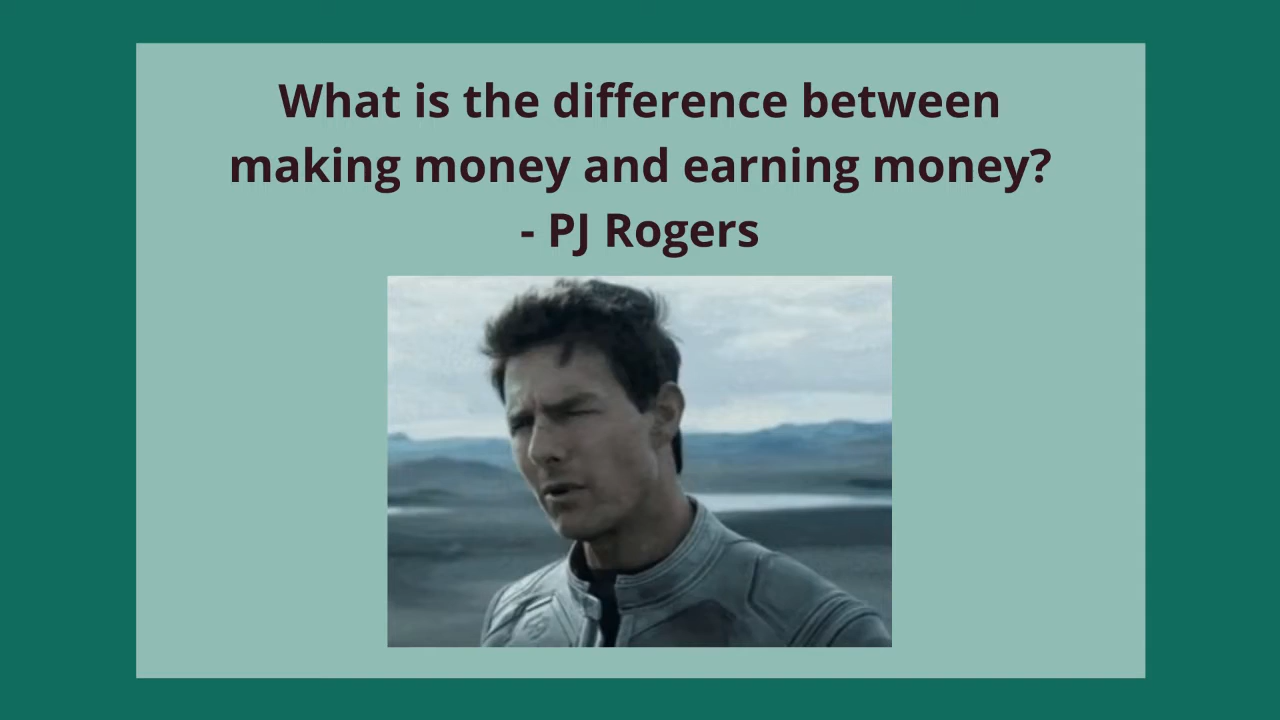 What is the difference between
making money and earning money?
- PJ Rogers